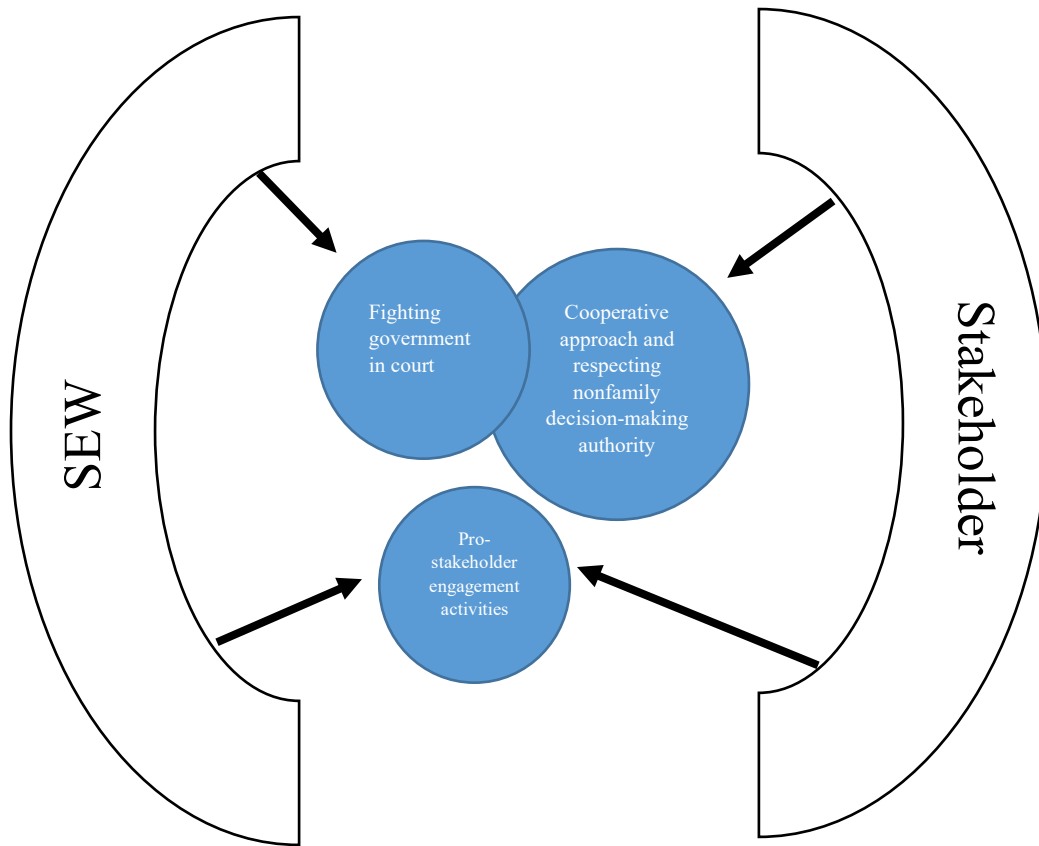 SEW
Fighting
government
in court
Cooperative
approach and
respecting
nonfamily
decision-making
authority
Pro-
stakeholder
engagement
activities
Stakeholder